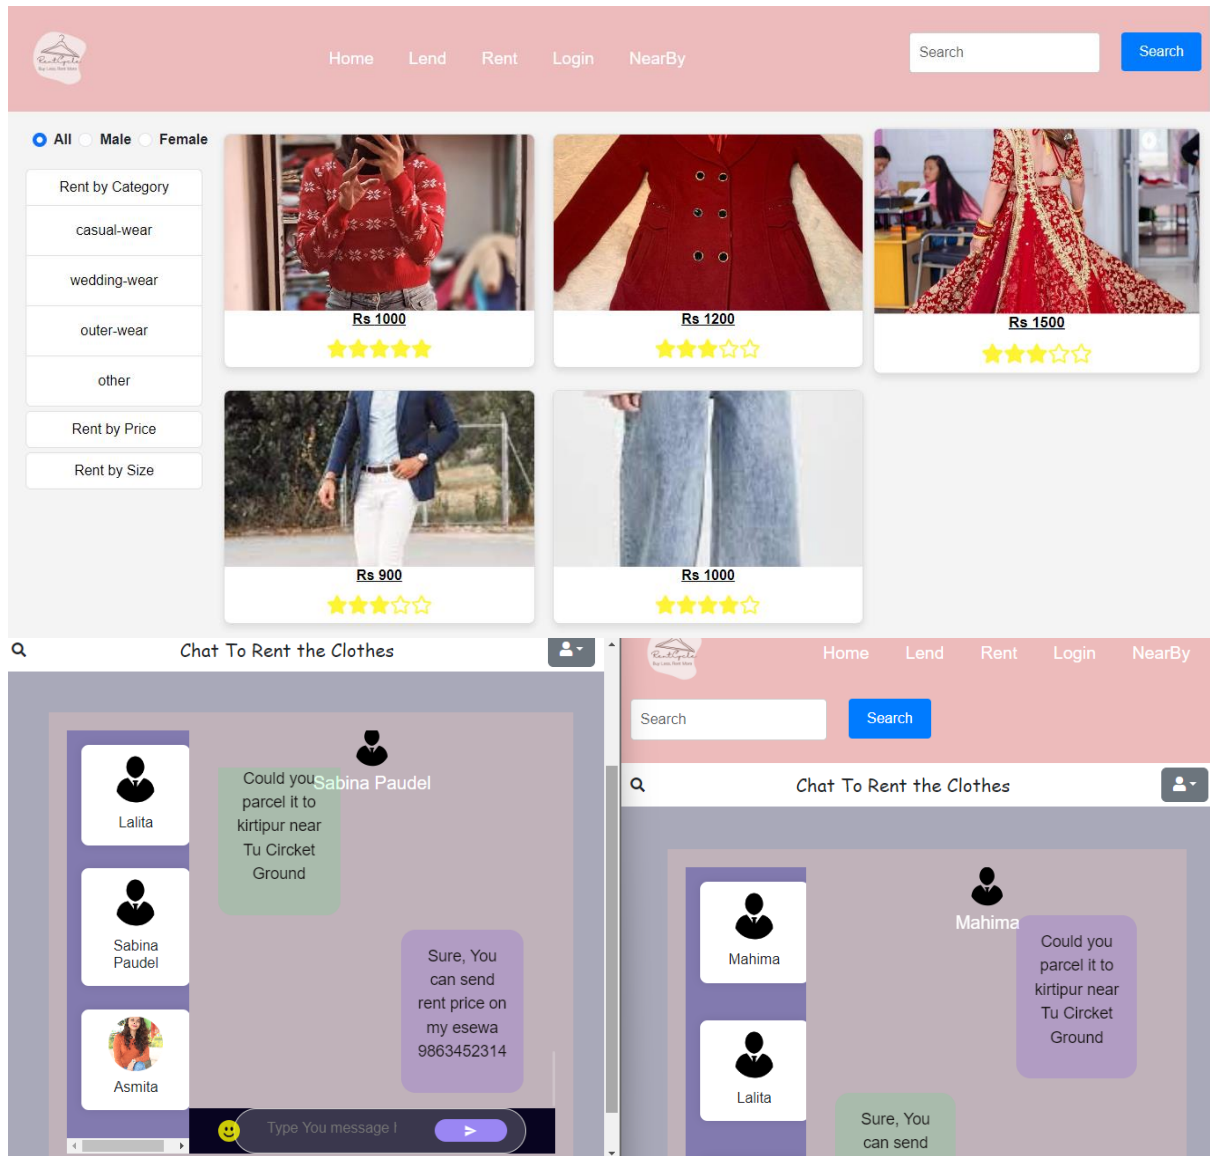 RentCycle
Home Lend Rent Login NearBy
Search
Search
All Male Female
Rent by Category
casual-wear
wedding-wear
outer-wear
other
Rent by Price
Rent by Size
Rs 1000
Rs 1200
Rs 1500
Rs 900
Rs 1000
Chat To Rent the Clothes
Lalita
Sabina
Paudel
Asmita
Sabina Paudel
Could you
parcel it to
kirtipur near
Tu Circket
Ground
Sure, You
can send
rent price on
my esewa
9863452314
Type You message h
RentCycle
Home Lend Rent Login NearBy
Search
Search
Chat To Rent the Clothes
Mahima
Lalita
Mahima
Could you
parcel it to
kirtipur near
Tu Circket
Ground
Sure, You
can send